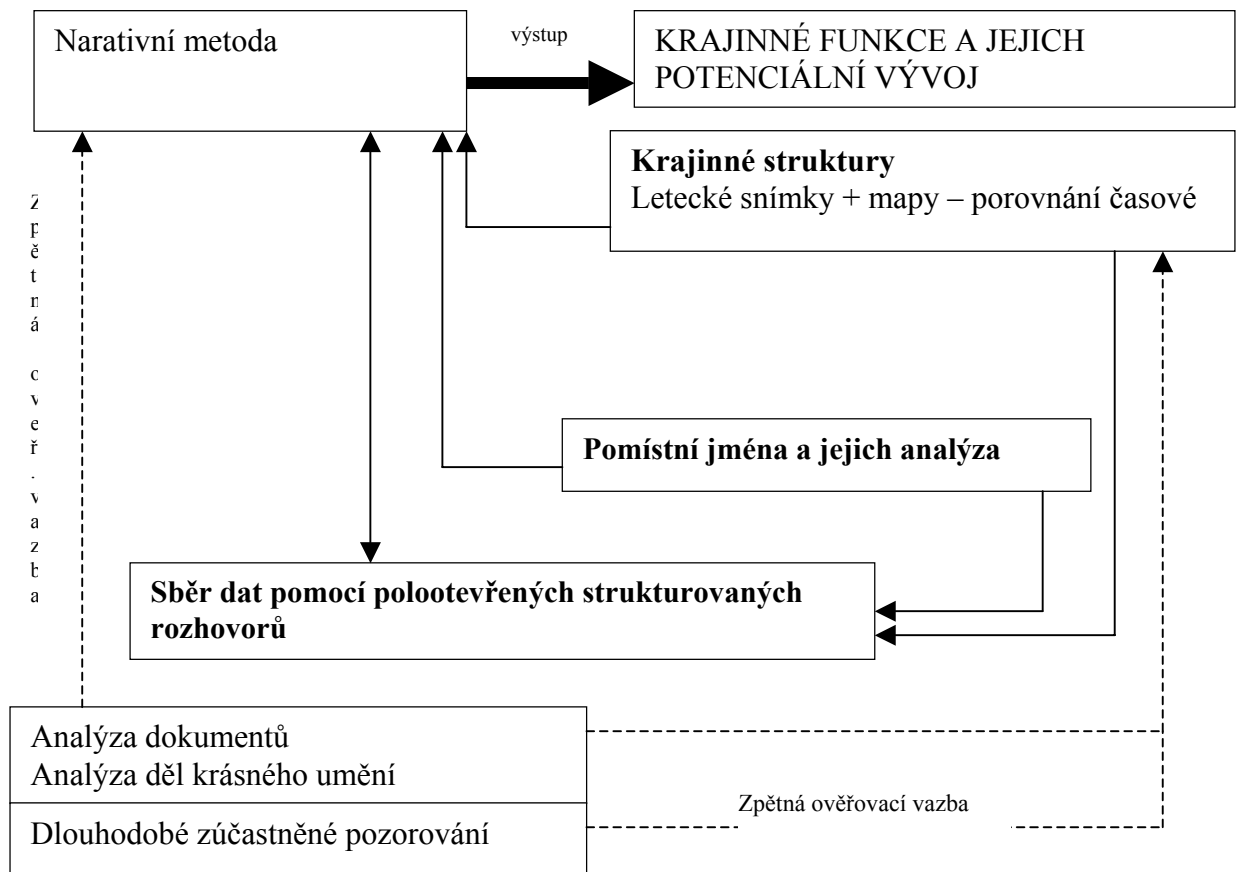 Narativní metoda
výstup
KRAJINNÉ FUNKCE A JEJICH
POTENCIÁLNÍ VÝVOJ
Krajinné struktury
Letecké snímky + mapy – porovnání časové
Zpětná ověř. vazba
Pomístní jména a jejich analýza
Sběr dat pomocí polootevřených strukturovaných
rozhovorů
Analýza dokumentů
Analýza děl krásného umění
Zpětná ověřovací vazba
Dlouhodobé zúčastněné pozorování